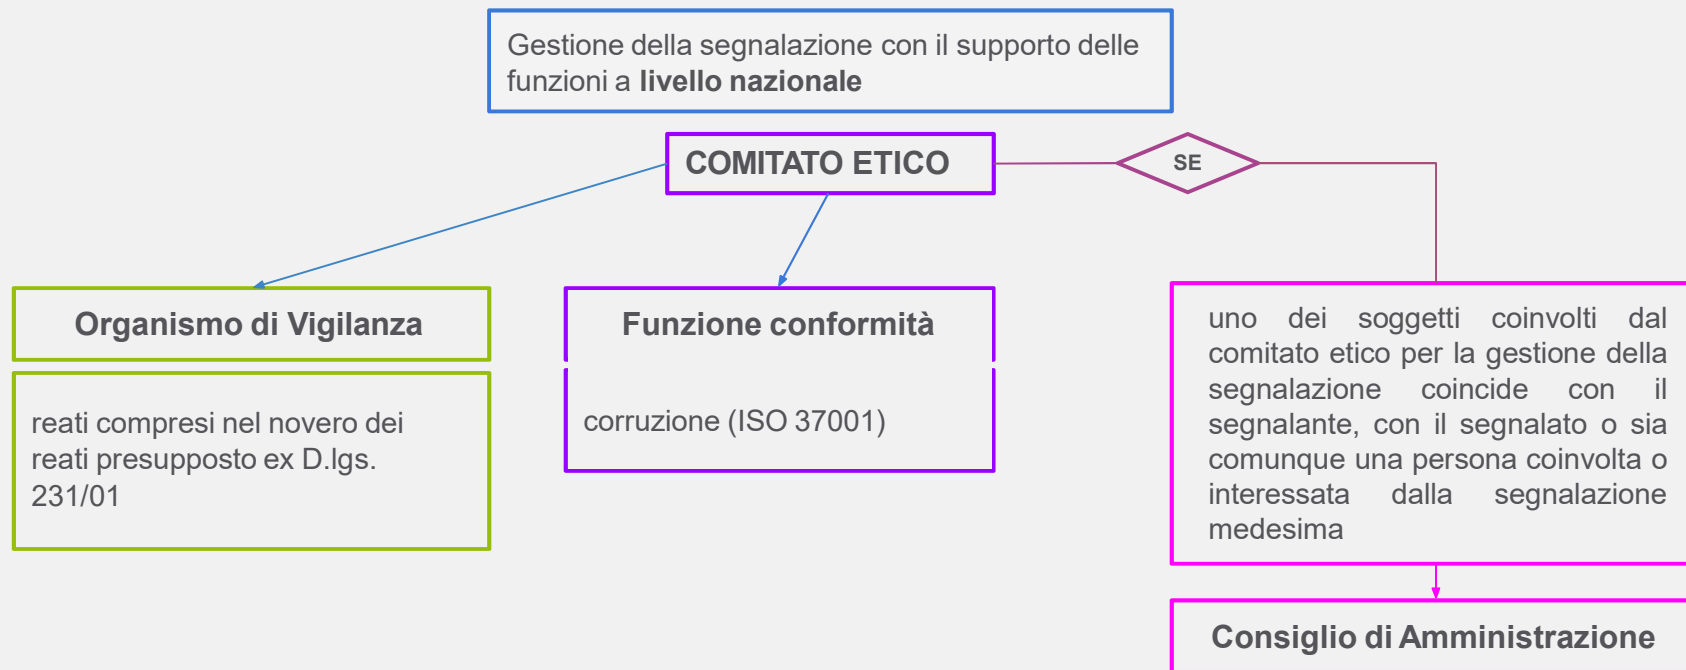 Gestione della segnalazione con il supporto delle
funzioni a livello nazionale
COMITATO ETICO
SE
Organismo di Vigilanza
reati compresi nel novero dei
reati presupposto ex D.lgs.
231/01
Funzione conformità
corruzione (ISO 37001)
uno dei soggetti coinvolti dal
comitato etico per la gestione della
segnalazione coincide con il
segnalante, con il segnalato o sia
comunque una persona coinvolta o
interessata dalla segnalazione
medesima
Consiglio di Amministrazione